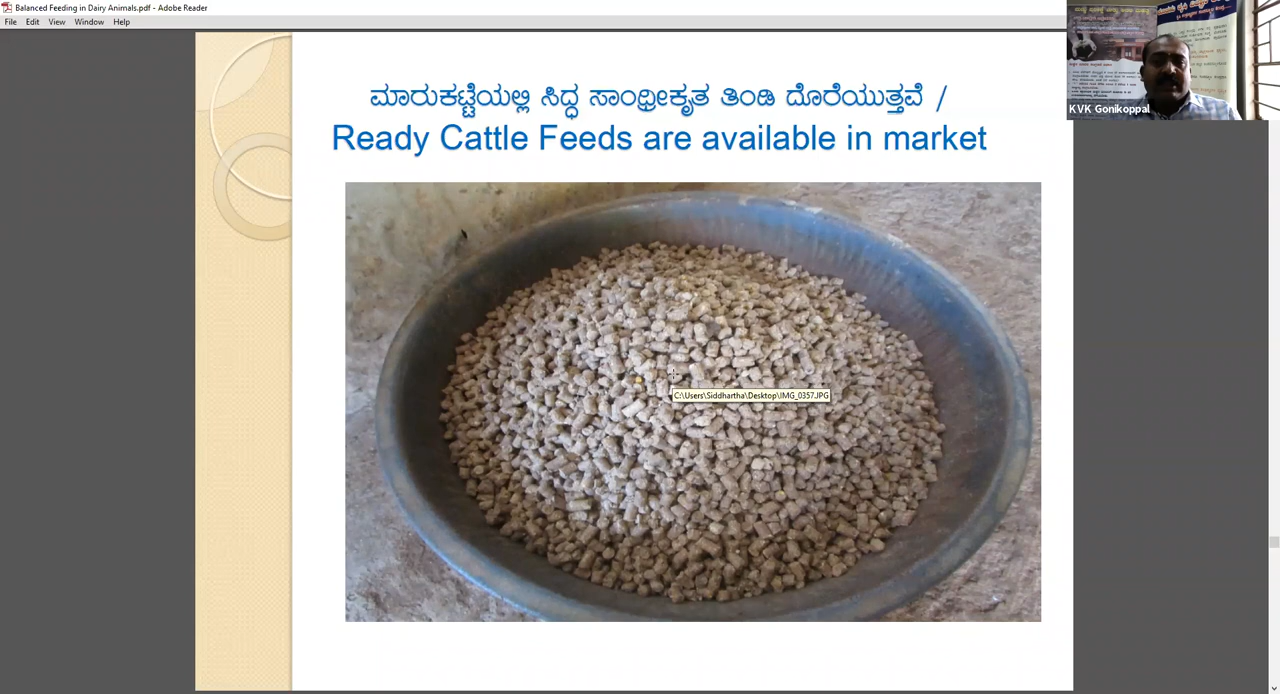 Balanced Feeding in Dairy Animals.pdf - Adobe Reader
File Edit View Window Help
ಮಾರುಕಟ್ಟೆಯಲ್ಲಿ ಸಿದ್ಧ ಸಾಂಧ್ರೀಕೃತ ತಿಂಡಿ ದೊರೆಯುತ್ತವೆ /
Ready Cattle Feeds are available in market
C:\Users\Siddhartha\Desktop\IMG_0357.JPG
KVK Gonikoppal